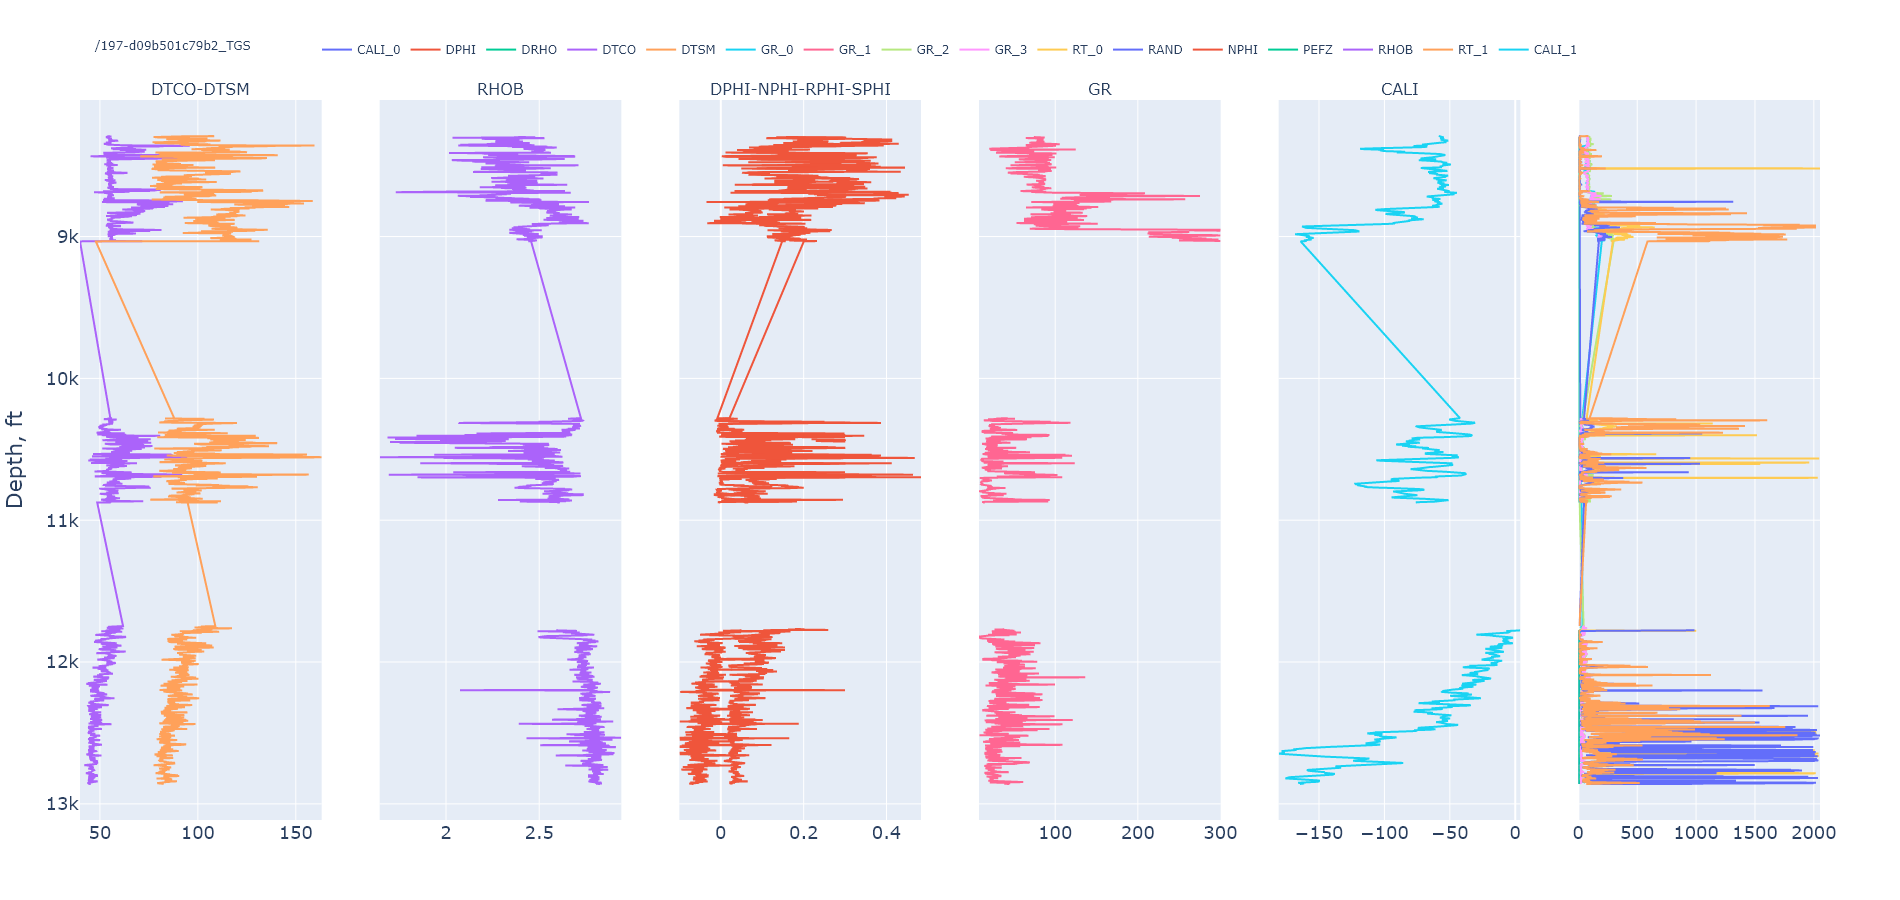 /197-d09b501c79b2_TGS
CALI_0 DPHI DRHO DTCO DTSM GR_0 GR_1 GR_2 GR_3 RT_0 RAND NPHI PEFZ RHOB RT_1 CALI_1
DTCO-DTSM RHOB DPHI-NPHI-RPHI-SPHI GR CALI
Depth, ft
9k
10k
11k
12k
13k
50 100 150 2 2.5 0 0.2 0.4 100 200 300 −150 −100 −50 0 0 500 1000 1500 2000